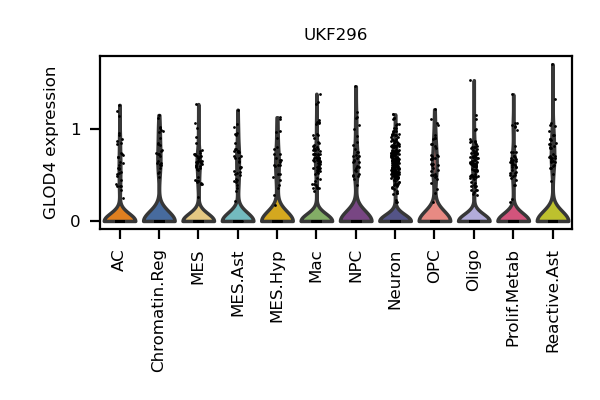 UKF296
GLOD4 expression
1
0
AC
Chromatin.Reg
MES
MES.Ast
MES.Hyp
Mac
NPC
Neuron
OPC
Oligo
Prolif.Metab
Reactive.Ast